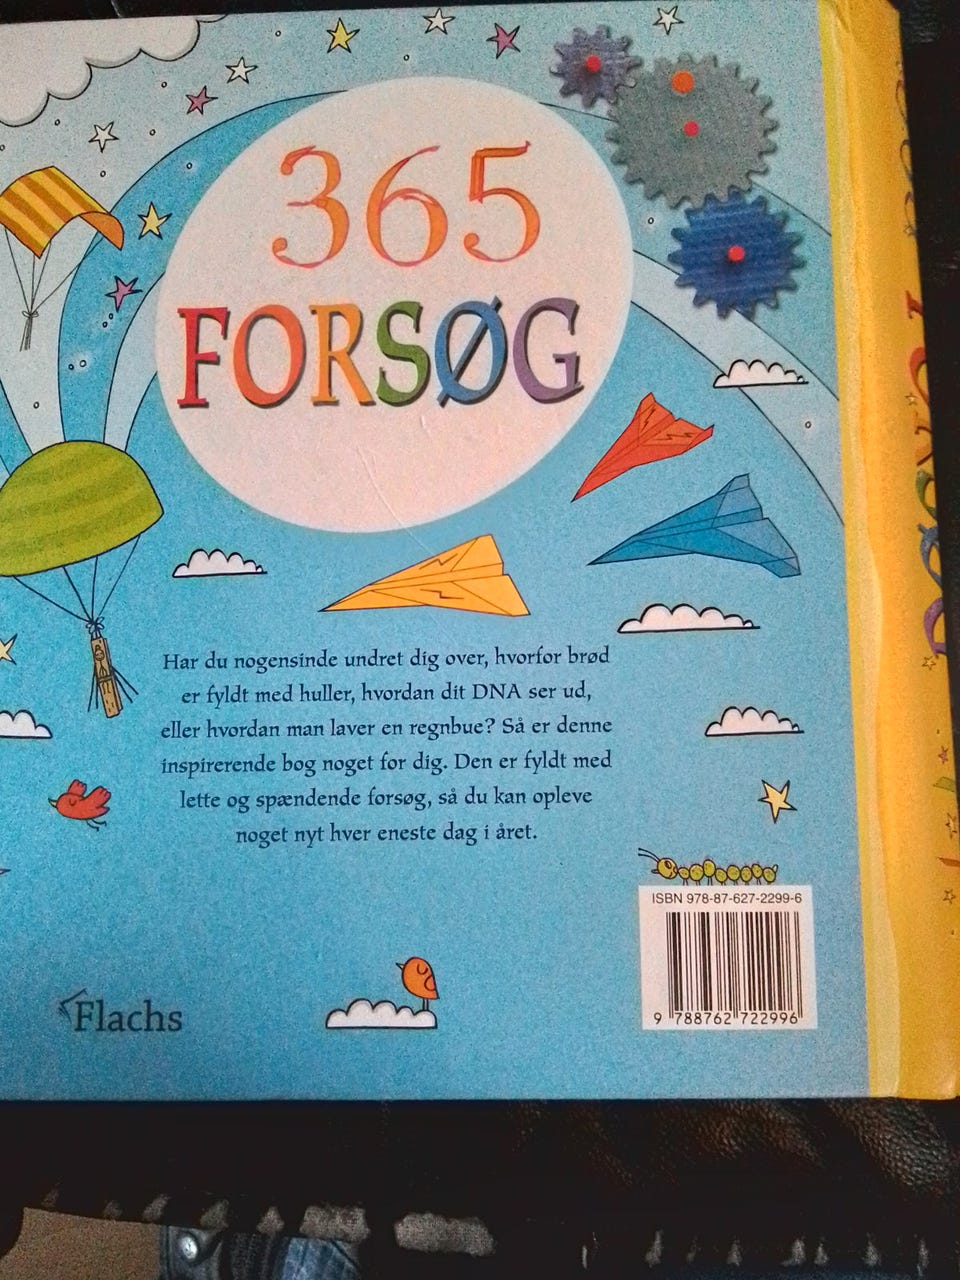 365
FORSØG
Har du nogensinde undret dig over, hvorfor brød
er fyldt med huller, hvordan dit DNA ser ud,
eller hvordan man laver en regnbue? Så er denne
inspirerende bog noget for dig. Den er fyldt med
lette og spændende forsøg, så du kan opleve
noget nyt hver eneste dag i året.
ISBN 978-87-627-2299-6
9 788762 722996
Flachs